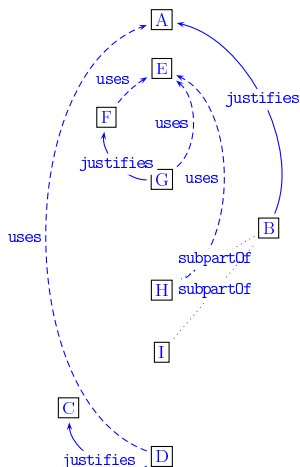 A
E
uses
justifies
F
uses
justifies
G
uses
B
uses
subpartOf
H
subpartOf
I
C
D
justifies